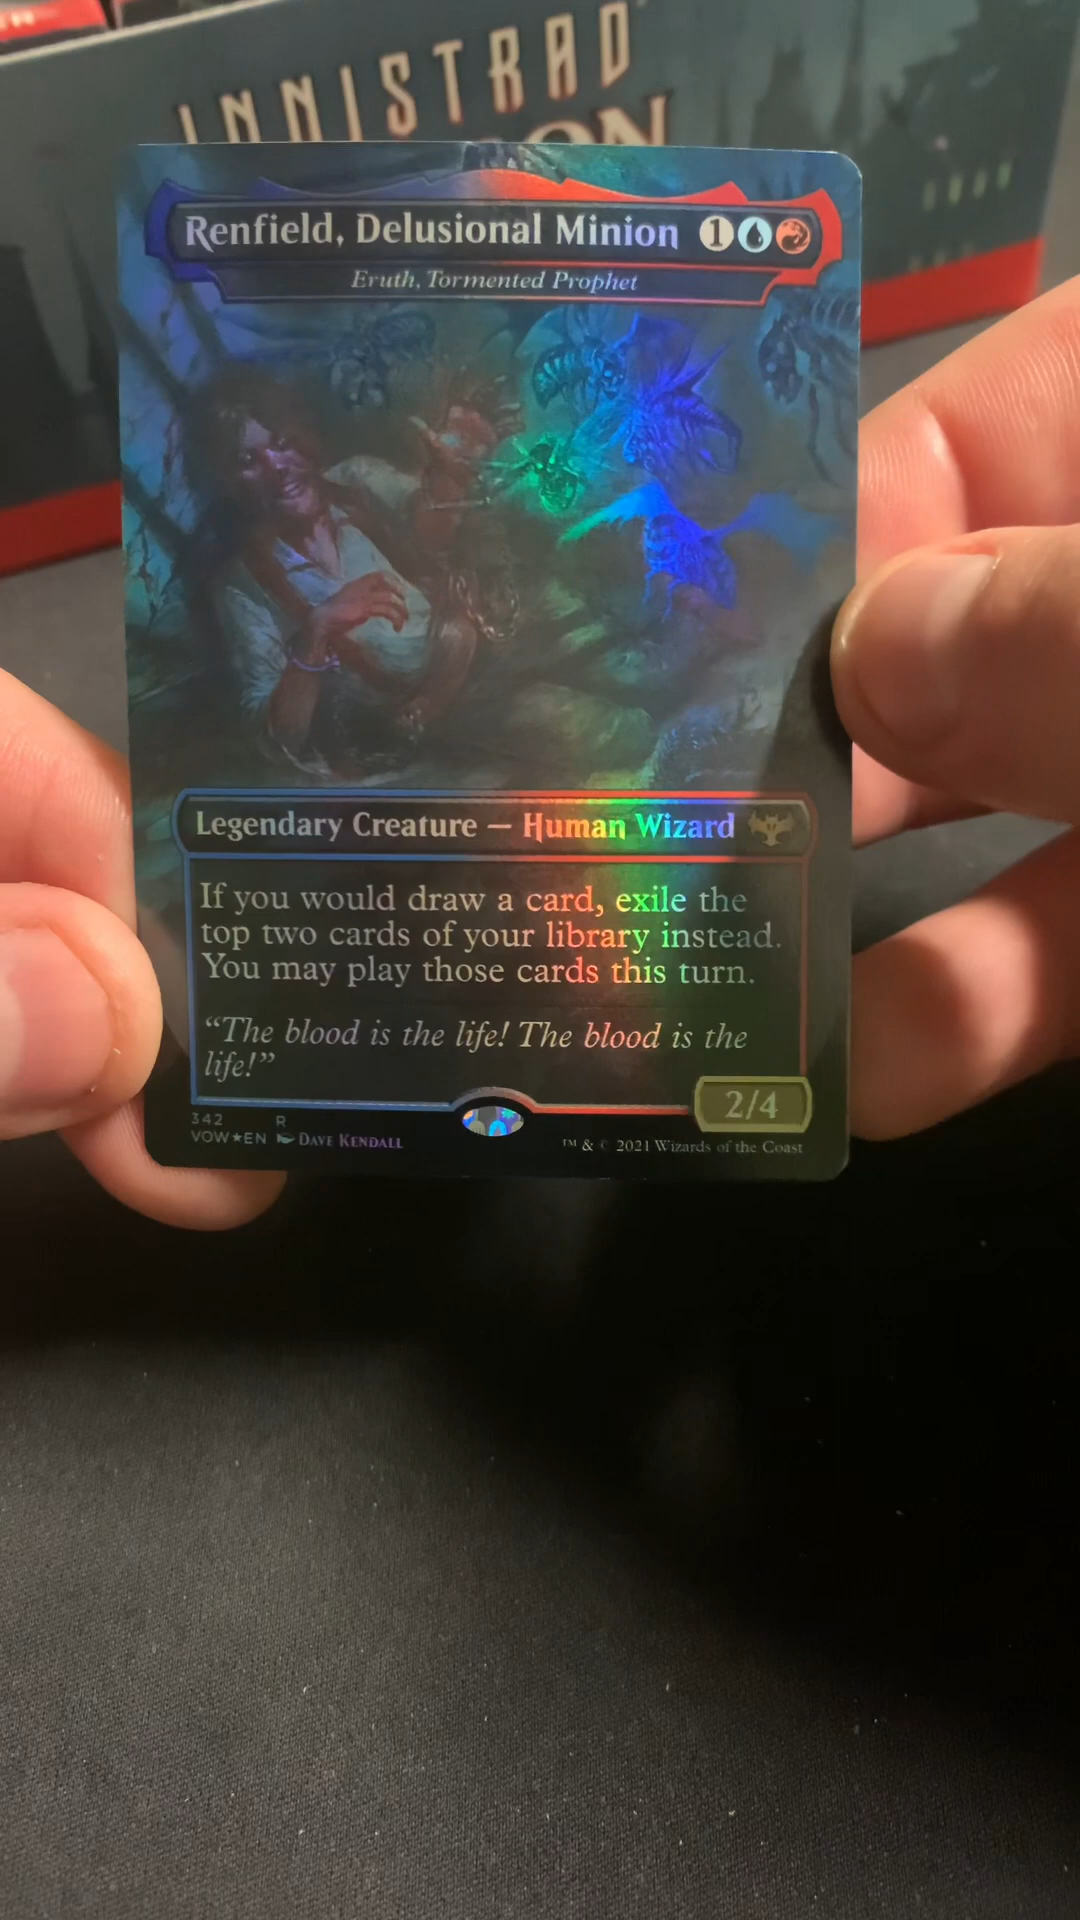 INNISTRAD
Renfield, Delusional Minion 1
Eruth, Tormented Prophet
Legendary Creature — Human Wizard
If you would draw a card, exile the
top two cards of your library instead.
You may play those cards this turn.
“The blood is the life! The blood is the
life!”
2/4
342 R
VOW★EN DAVE KENDALL
™ & © 2021 Wizards of the Coast